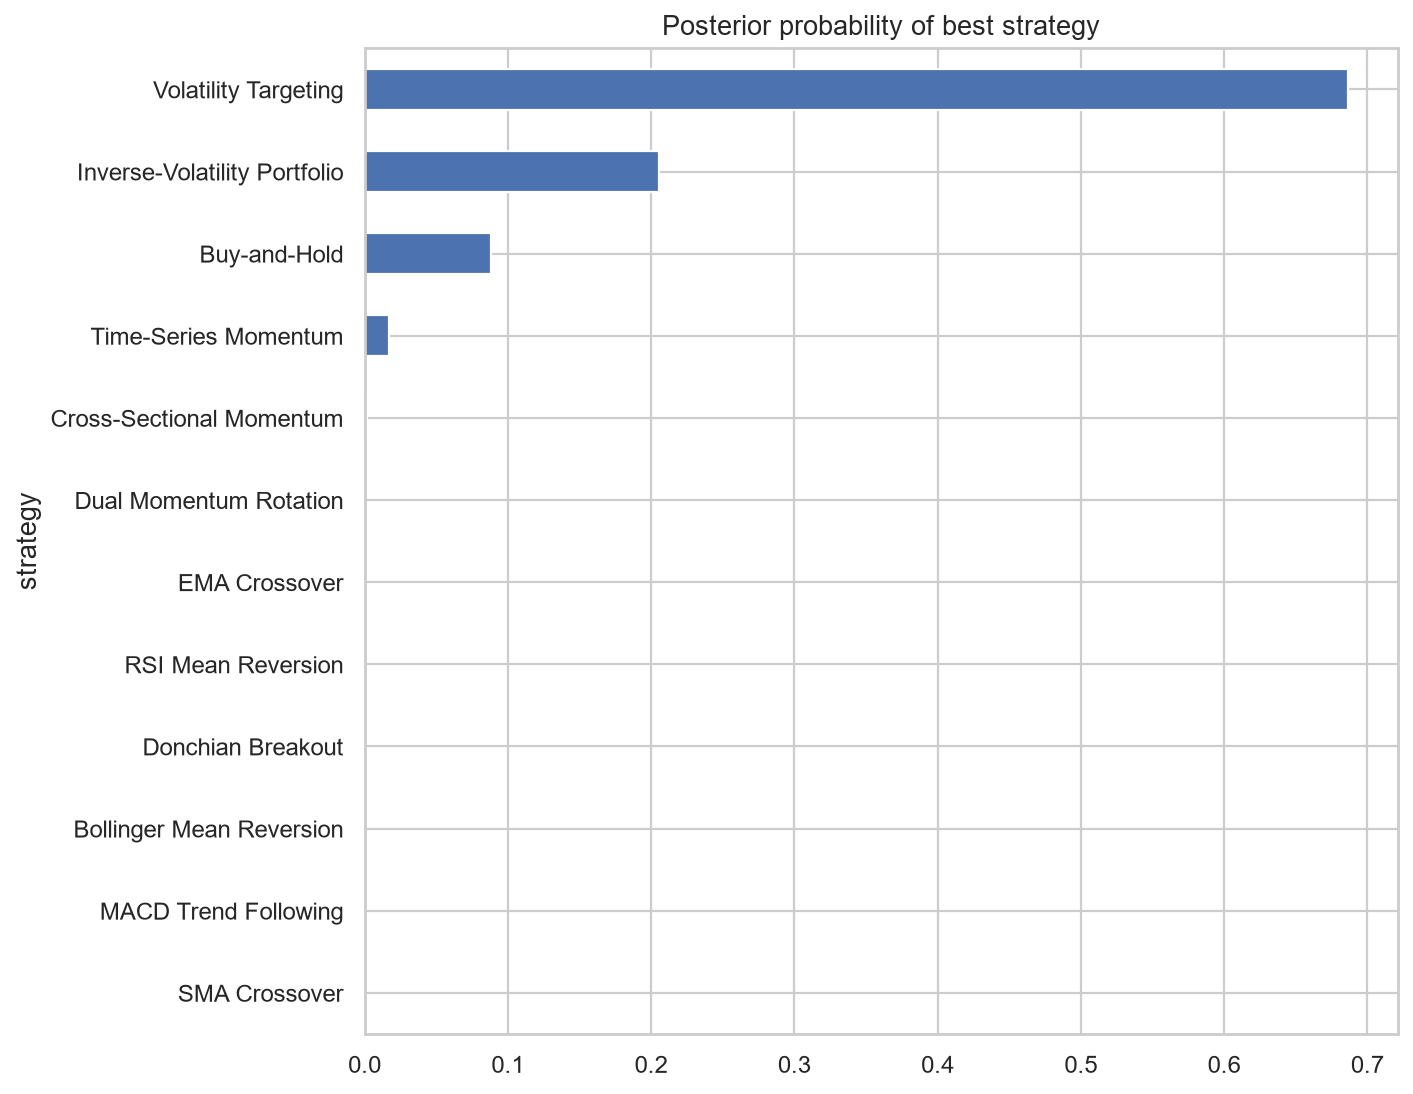 Posterior probability of best strategy
Volatility Targeting
Inverse-Volatility Portfolio
Buy-and-Hold
Time-Series Momentum
Cross-Sectional Momentum
Dual Momentum Rotation
EMA Crossover
RSI Mean Reversion
Donchian Breakout
Bollinger Mean Reversion
MACD Trend Following
SMA Crossover
strategy
0.0 0.1 0.2 0.3 0.4 0.5 0.6 0.7